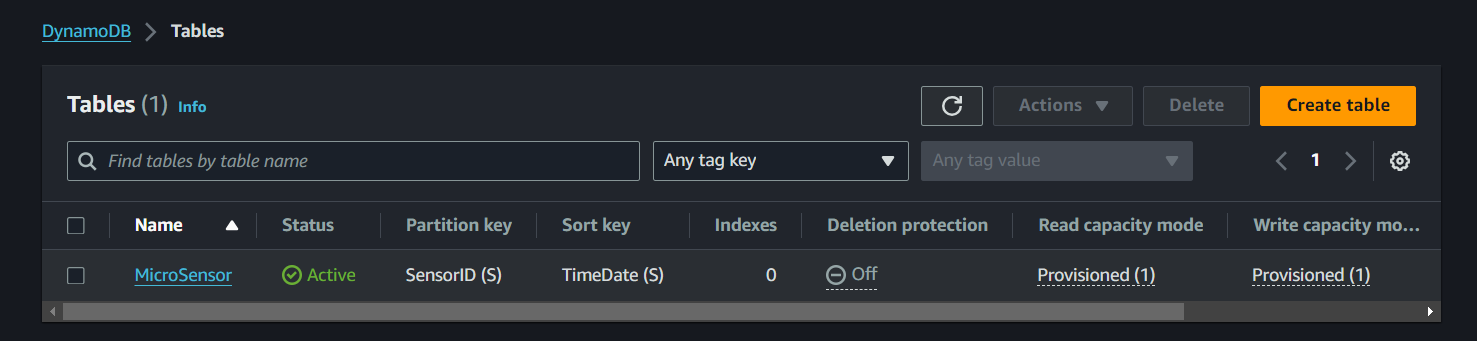 DynamoDB > Tables
Tables (1) Info Actions Delete Create table
Find tables by table name Any tag key Any tag value 1
Name Status Partition key Sort key Indexes Deletion protection Read capacity mode Write capacity mo...
MicroSensor Active SensorID (S) TimeDate (S) 0 Off Provisioned (1) Provisioned (1)